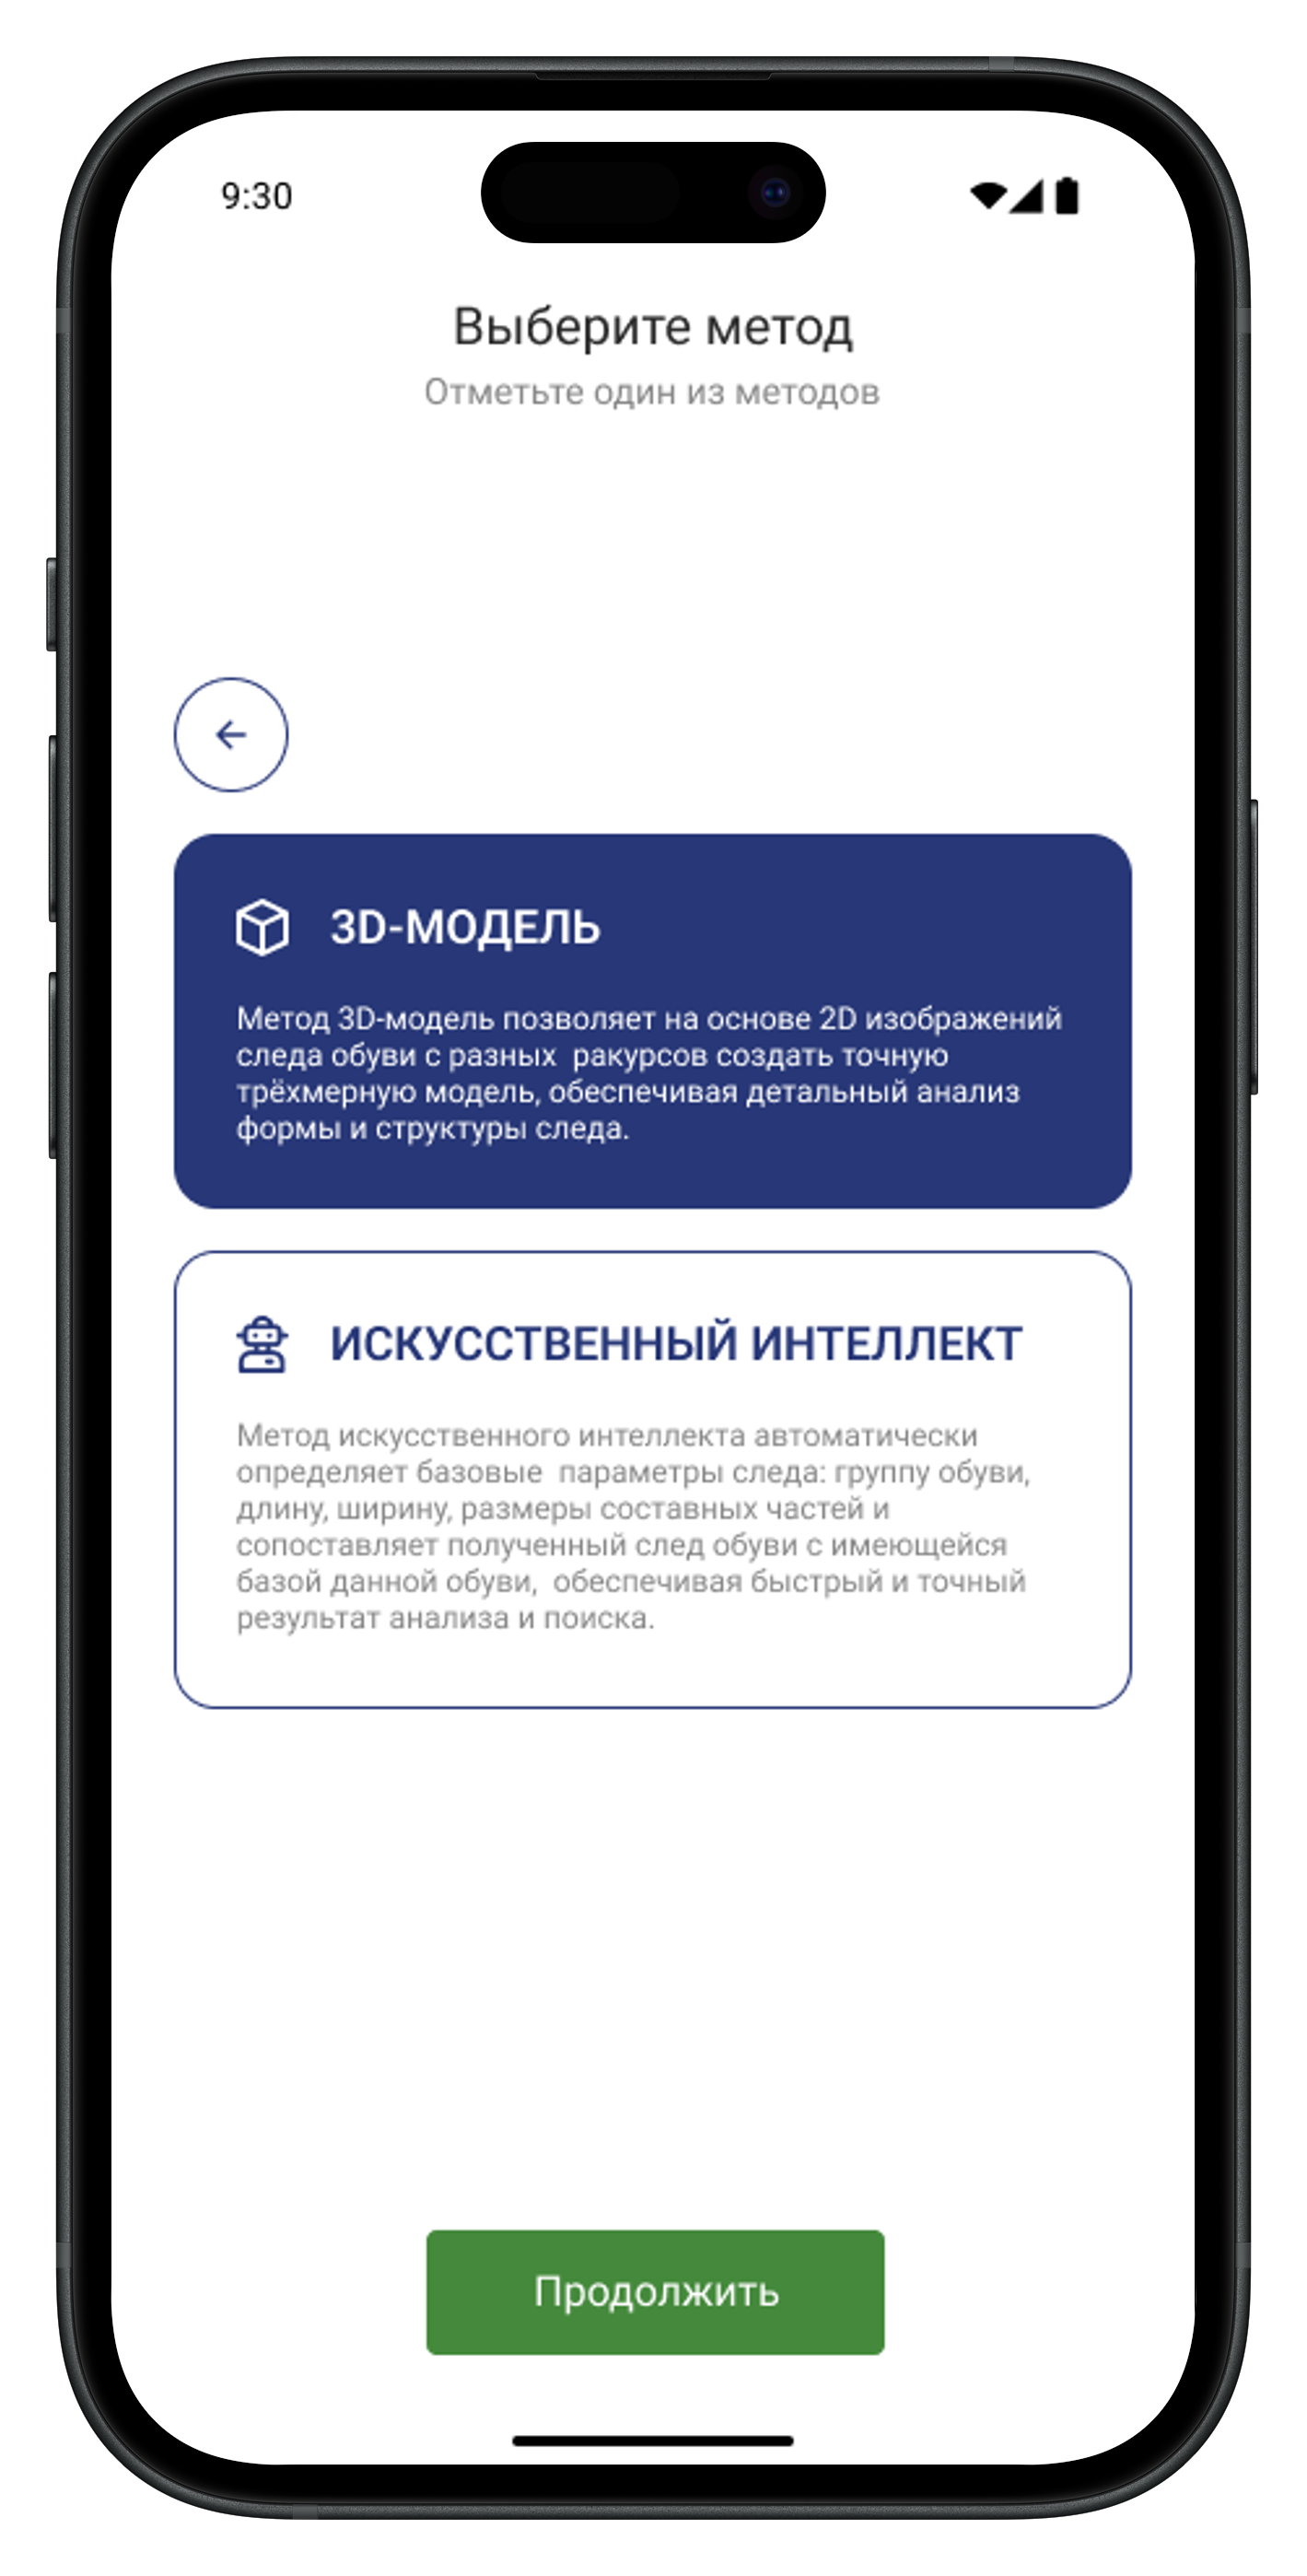 9:30
Выберите метод
Отметьте один из методов
3D-МОДЕЛЬ
Метод 3D-модель позволяет на основе 2D изображений
следа обуви с разных  ракурсов создать точную
трёхмерную модель, обеспечивая детальный анализ
формы и структуры следа.
ИСКУССТВЕННЫЙ ИНТЕЛЛЕКТ
Метод искусственного интеллекта автоматически
определяет базовые  параметры следа: группу обуви,
длину, ширину, размеры составных частей и
сопоставляет полученный след обуви с имеющейся
базой данной обуви,  обеспечивая быстрый и точный
результат анализа и поиска.
Продолжить